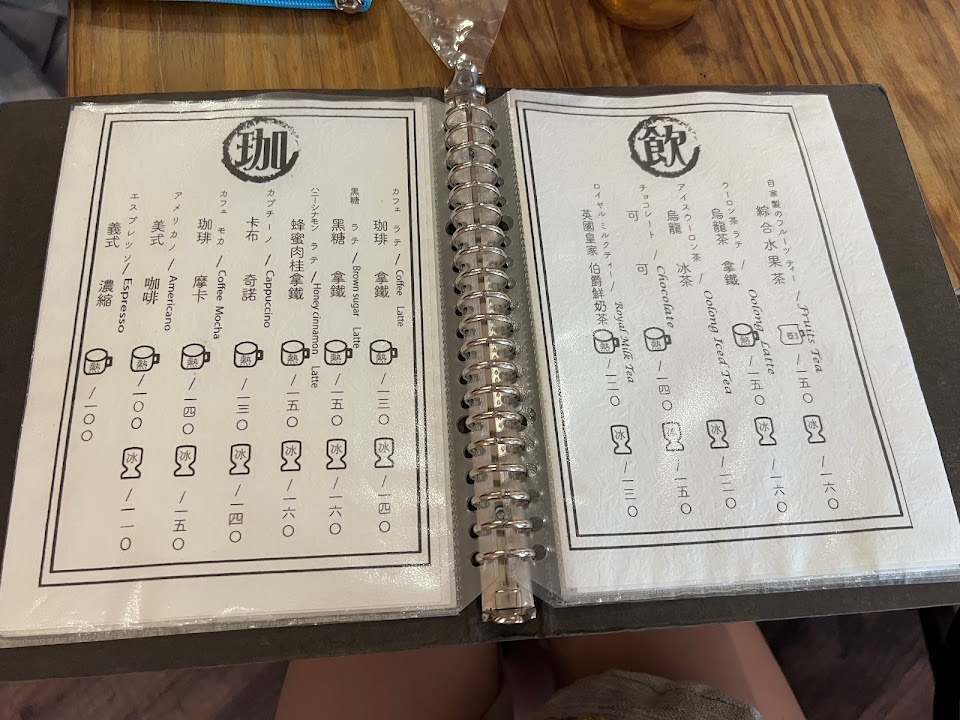 珈
カフェ ラテ / Coffee Latte
珈琲 拿鐵 熱 /一二〇 冰 /一四〇
黒糖 ラテ / Brown sugar Latte
黑糖 拿鐵 熱 /一五〇 冰 /一六〇
ハニーシナモン ラテ / Honey cinnamon Latte
蜂蜜肉桂拿鐵 熱 /一五〇 冰 /一六〇
カプチーノ / Cappuccino
卡布 奇諾 熱 /一三〇 冰 /一四〇
カフェ モカ / Coffee Mocha
珈琲 摩卡 熱 /一四〇 冰 /一五〇
アメリカノ / Americano
美式 咖啡 熱 /一〇〇 冰 /一一〇
エスプレッソ / Espresso
義式 濃縮 熱 /一〇〇
飲
自家製のフルーツティー / Fruits Tea
綜合水果茶 壺 /一五〇 冰 /一六〇
ウーロン茶 ラテ / Oolong Latte
烏龍茶 拿鐵 熱 /一五〇 冰 /一六〇
アイスウーロン茶 / Oolong Iced Tea
烏龍 冰茶 冰 /一二〇
チョコレート / Chocolate
可 可 熱 /一四〇 冰 /一五〇
ロイヤルミルクティー / Royal Milk Tea
英國皇家 伯爵鮮奶茶 熱 /一二〇 冰 /一三〇